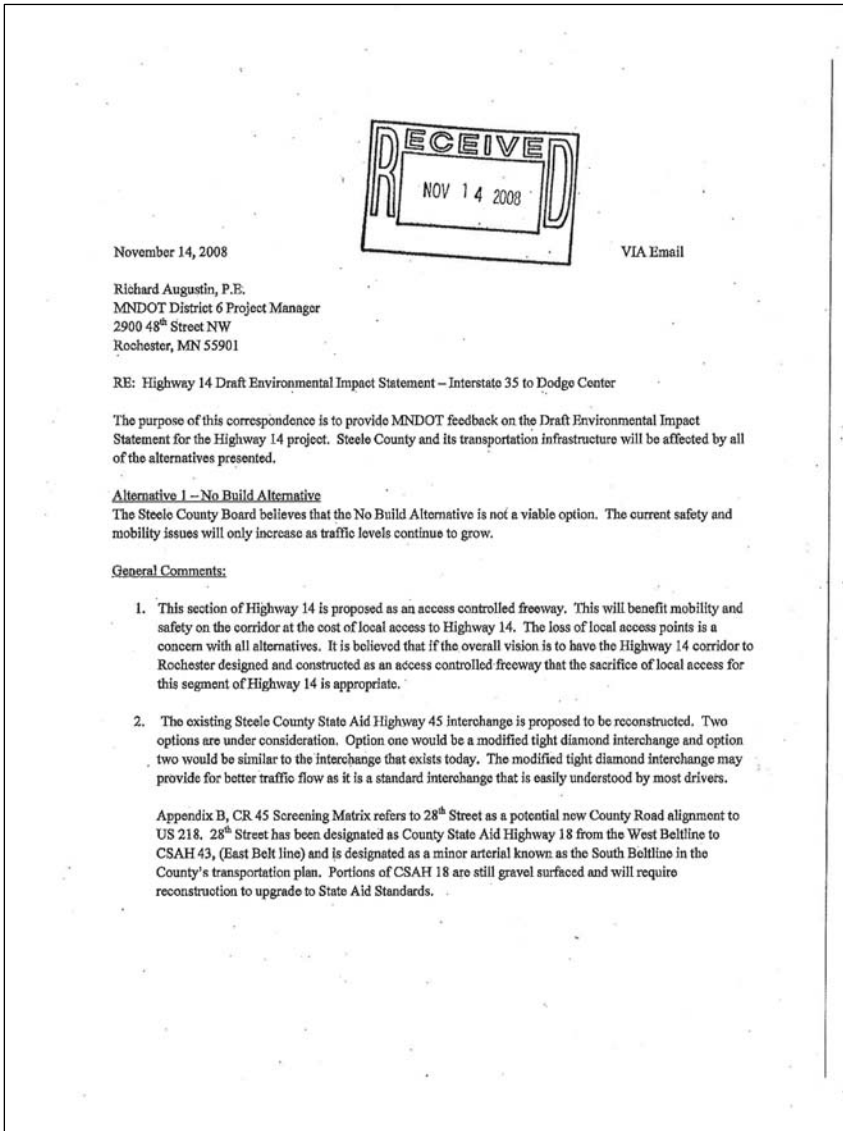 RECEIVED
NOV 14 2008
November 14, 2008 VIA Email
Richard Augustin, P.E.
MNDOT District 6 Project Manager
2900 48th Street NW
Rochester, MN 55901
RE: Highway 14 Draft Environmental Impact Statement – Interstate 35 to Dodge Center
The purpose of this correspondence is to provide MNDOT feedback on the Draft Environmental Impact
Statement for the Highway 14 project. Steele County and its transportation infrastructure will be affected by all
of the alternatives presented.
Alternative 1 – No Build Alternative
The Steele County Board believes that the No Build Alternative is not a viable option. The current safety and
mobility issues will only increase as traffic levels continue to grow.
General Comments:
1. This section of Highway 14 is proposed as an access controlled freeway. This will benefit mobility and
safety on the corridor at the cost of local access to Highway 14. The loss of local access points is a
concern with all alternatives. It is believed that if the overall vision is to have the Highway 14 corridor to
Rochester designed and constructed as an access controlled freeway that the sacrifice of local access for
this segment of Highway 14 is appropriate.
2. The existing Steele County State Aid Highway 45 interchange is proposed to be reconstructed. Two
options are under consideration. Option one would be a modified tight diamond interchange and option
two would be similar to the interchange that exists today. The modified tight diamond interchange may
provide for better traffic flow as it is a standard interchange that is easily understood by most drivers.
Appendix B, CR 45 Screening Matrix refers to 28th Street as a potential new County Road alignment to
US 218. 28th Street has been designated as County State Aid Highway 18 from the West Beltline to
CSAH 43, (East Belt line) and is designated as a minor arterial known as the South Beltline in the
County's transportation plan. Portions of CSAH 18 are still gravel surfaced and will require
reconstruction to upgrade to State Aid Standards.